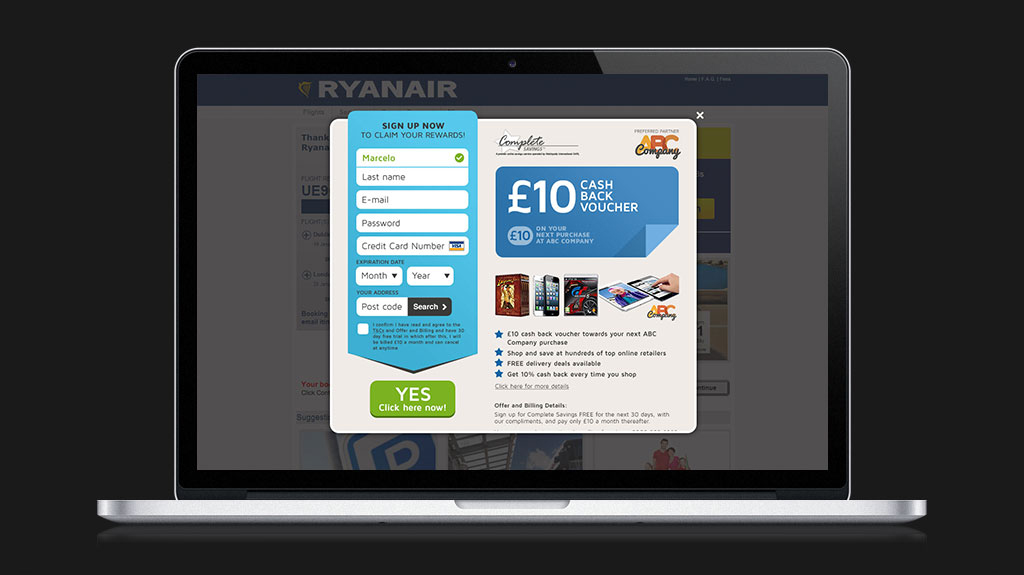 RYANAIR
Home | F.A.Q. |
Flights
Thank
Ryana
UE9
SIGN UP NOW
TO CLAIM YOUR REWARDS!
Marcelo
Last name
E-mail
Password
Credit Card Number VISA
EXPIRATION DATE
Month Year
YOUR ADDRESS
Post code Search
I confirm I have read and agree to the
T&Cs and Offer and Billing and have 30
day free trial in which after this, I will
be billed £10 a month and can cancel
at anytime
YES
Click here now!
Complete
SAVINGS
PREFERRED PARTNER
ABC
Company
£10 CASH
BACK
VOUCHER
£10 ON YOUR
NEXT PURCHASE
AT ABC COMPANY
ABC
Company
£10 cash back voucher towards your next ABC
Company purchase
Shop and save at hundreds of top online retailers
FREE delivery deals available
Get 10% cash back every time you shop
Click here for more details
Offer and Billing Details:
Sign up for Complete Savings FREE for the next 30 days, with
our compliments, and pay only £10 a month thereafter.
Booking
email itin
Your bo
Click Con
Suggesti
P